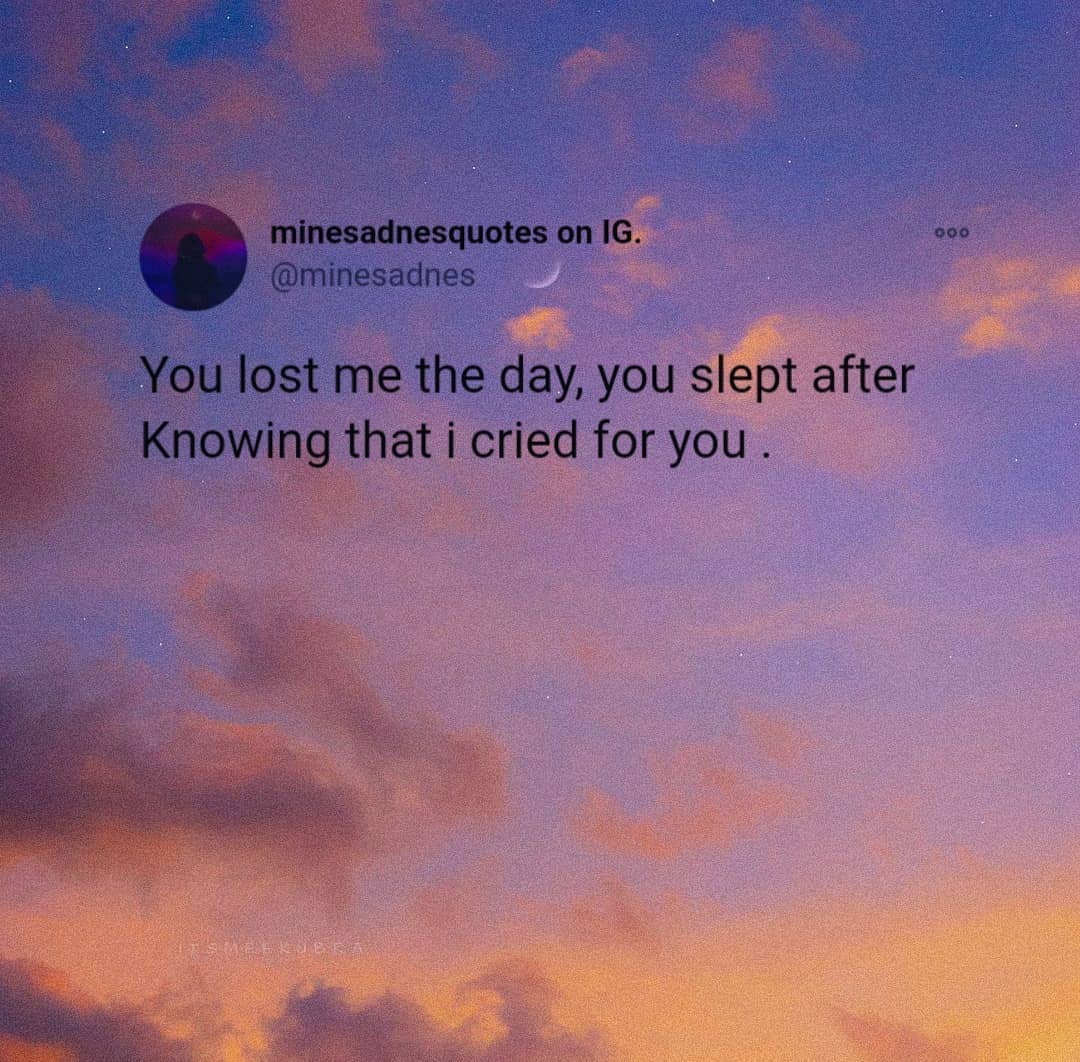 minesadnesquotes on IG.
@minesadnes
You lost me the day, you slept after
Knowing that i cried for you .
ITSMEEKUBRA